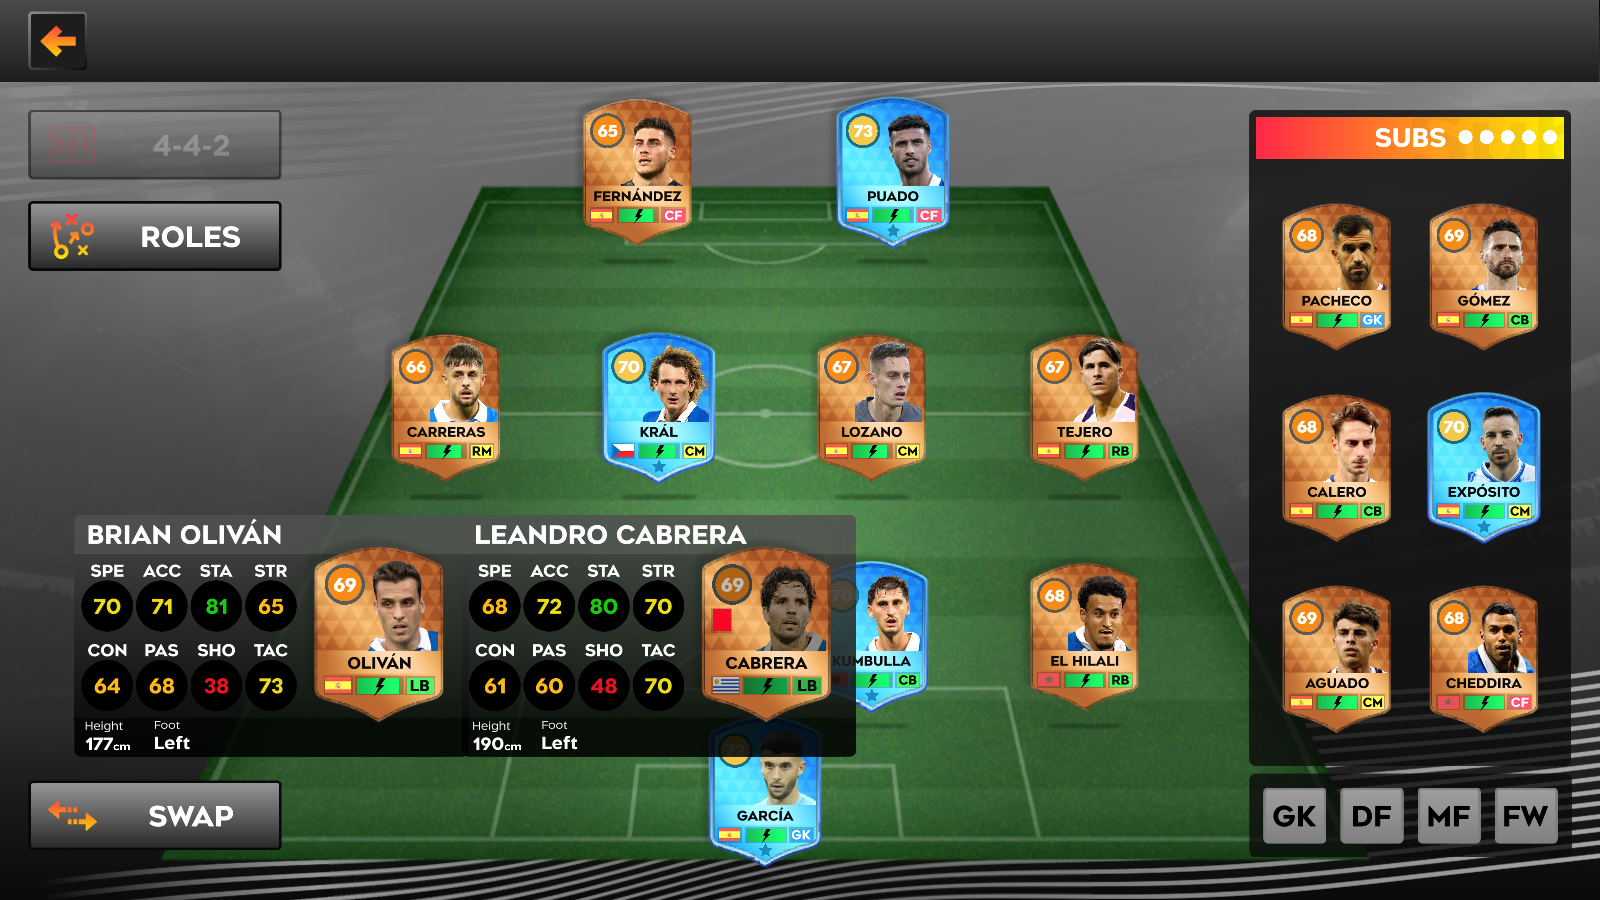 4-4-2
ROLES
65
FERNÁNDEZ
CF
73
PUADO
CF
SUBS
68
PACHECO
GK
69
GÓMEZ
CB
66
CARRERAS
RM
70
KRÁL
CM
67
LOZANO
CM
67
TEJERO
RB
68
CALERO
CB
70
EXPÓSITO
CM
BRIAN OLIVÁN
SPE ACC STA STR
70 71 81 65
CON PAS SHO TAC
64 68 38 73
Height Foot
177cm Left
69
OLIVÁN
LB
LEANDRO CABRERA
SPE ACC STA STR
68 72 80 70
CON PAS SHO TAC
61 60 48 70
Height Foot
190cm Left
69
CABRERA
LB
70
KUMBULLA
CB
68
EL HILALI
RB
69
AGUADO
CM
68
CHEDDIRA
CF
GARCÍA
GK
SWAP
GK DF MF FW